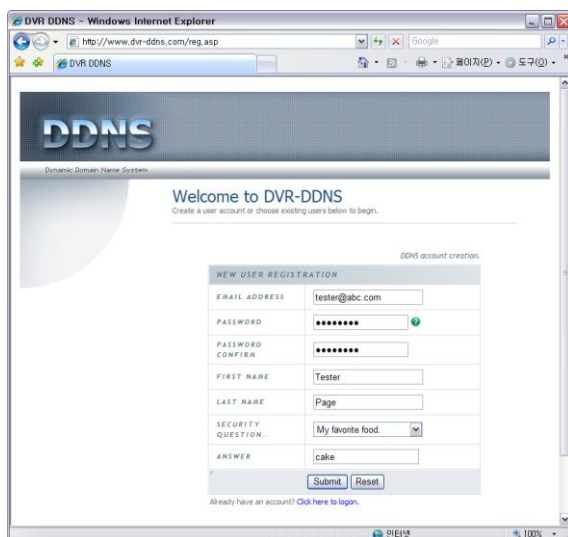 DVR DDNS - Windows Internet Explorer
http://www.dvr-ddns.com/reg.asp
Google
DVR DDNS
페이지(P)
도구(O)
DDNS
Dynamic Domain Name System
Welcome to DVR-DDNS
Create a user account or choose existing users below to begin.
DDNS account creation.
NEW USER REGISTRATION
EMAIL ADDRESS tester@abc.com
PASSWORD ••••••••
PASSWORD CONFIRM ••••••••
FIRST NAME Tester
LAST NAME Page
SECURITY QUESTION. My favorite food.
ANSWER cake
Submit Reset
Already have an account? Click here to logon.
인터넷 100%